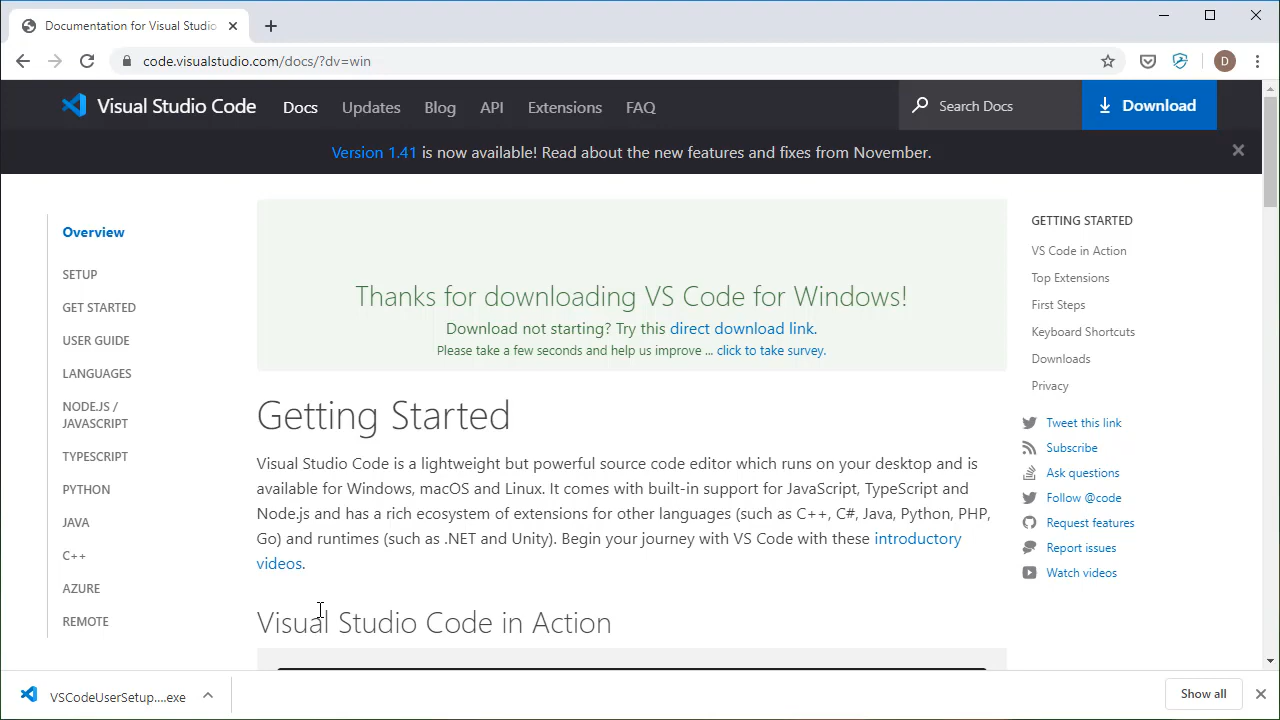 Documentation for Visual Studio
code.visualstudio.com/docs/?dv=win
D
Visual Studio Code
Docs
Updates
Blog
API
Extensions
FAQ
Search Docs
Download
Version 1.41 is now available! Read about the new features and fixes from November.
Overview
SETUP
GET STARTED
USER GUIDE
LANGUAGES
NODE.JS /
JAVASCRIPT
TYPESCRIPT
PYTHON
JAVA
C++
AZURE
REMOTE
Thanks for downloading VS Code for Windows!
Download not starting? Try this direct download link.
Please take a few seconds and help us improve ... click to take survey.
Getting Started
Visual Studio Code is a lightweight but powerful source code editor which runs on your desktop and is
available for Windows, macOS and Linux. It comes with built-in support for JavaScript, TypeScript and
Node.js and has a rich ecosystem of extensions for other languages (such as C++, C#, Java, Python, PHP,
Go) and runtimes (such as .NET and Unity). Begin your journey with VS Code with these introductory
videos.
Visual Studio Code in Action
GETTING STARTED
VS Code in Action
Top Extensions
First Steps
Keyboard Shortcuts
Downloads
Privacy
Tweet this link
Subscribe
Ask questions
Follow @code
Request features
Report issues
Watch videos
VSCodeUserSetup....exe
Show all